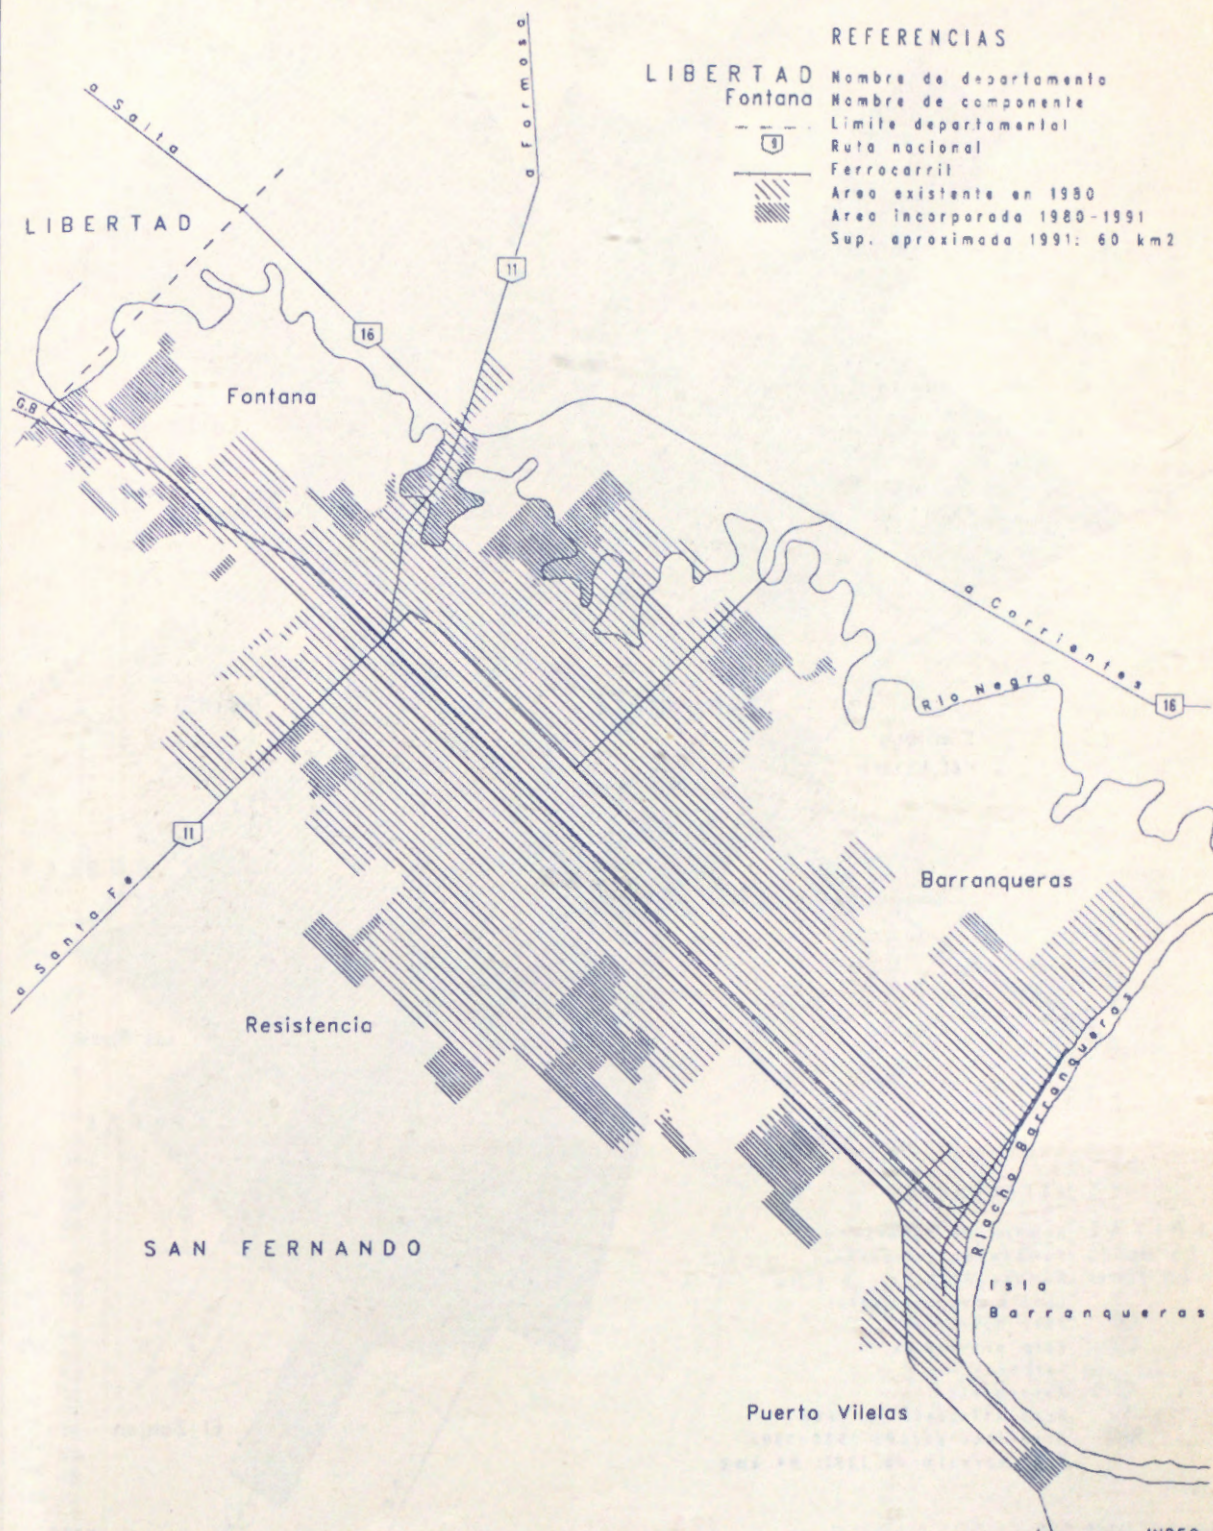 REFERENCIAS
LIBERTAD Nombre de departamento
Fontana Nombre de componente
Limite departamental
9 Ruta nacional
Ferrocarril
Area existente en 1980
Area incorporada 1980-1991
Sup. aproximada 1991: 60 km2
a Formosa
a Salta
LIBERTAD
11
16
Fontana
G.B
a Corrientes
Rio Negro
16
11
Barranqueras
a Santa Fe
Resistencia
Riacho Barranqueras
SAN FERNANDO
Isla
Barranqueras
Puerto Vilelas